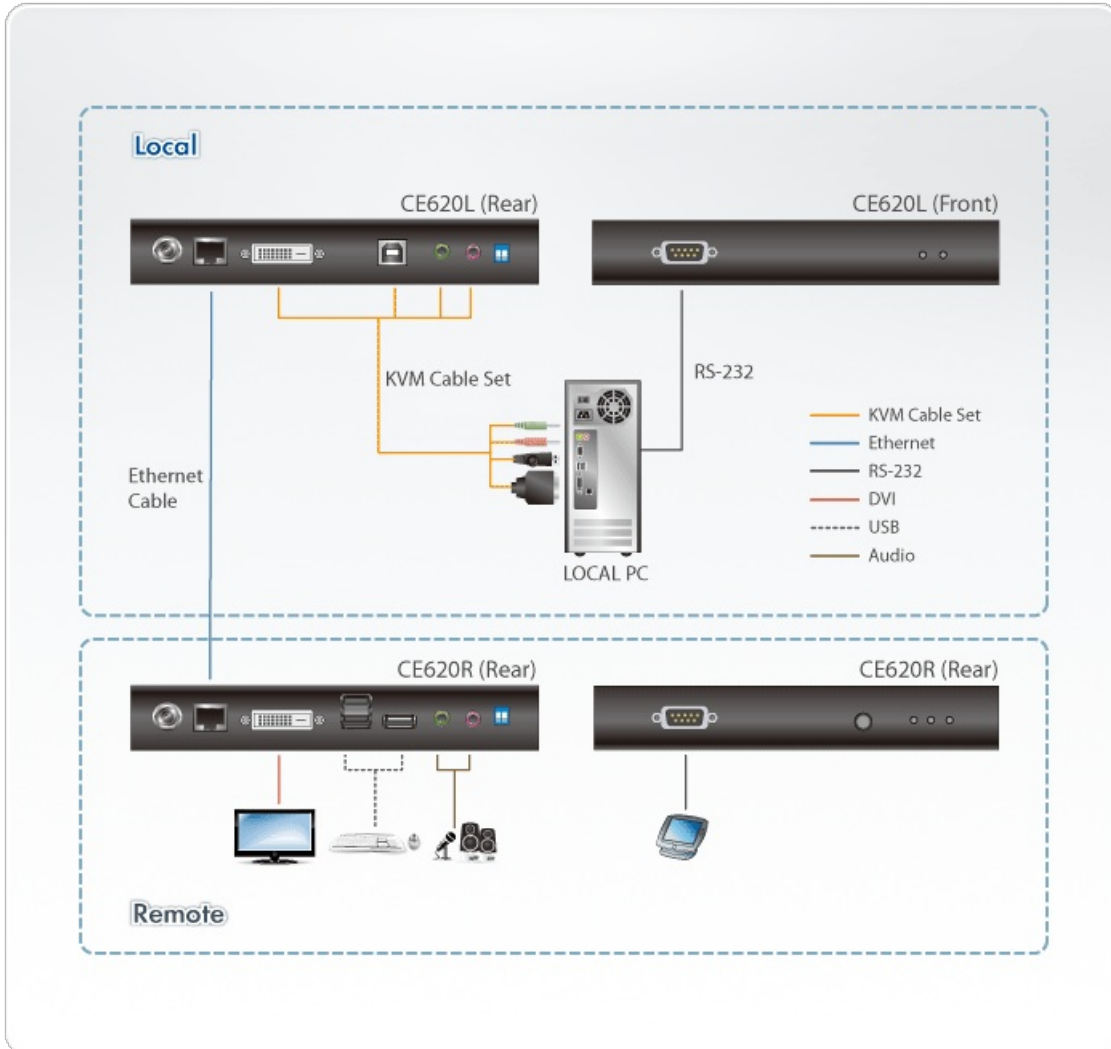 Local
CE620L (Rear)
CE620L (Front)
KVM Cable Set
RS-232
Ethernet
Cable
LOCAL PC
KVM Cable Set
Ethernet
RS-232
DVI
USB
Audio
CE620R (Rear)
CE620R (Rear)
Remote